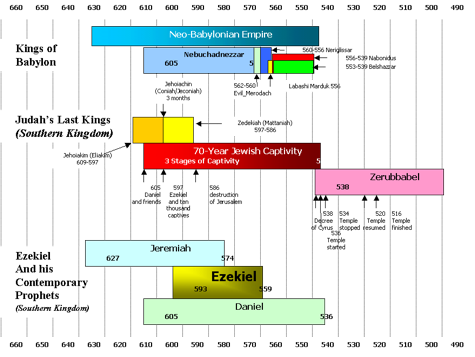 660 650 640 630 620 610 600 590 580 570 560 550 540 530 520 510 500 490
Neo-Babylonian Empire
Kings of
Babylon
Nebuchadnezzar
605
5
560-556 Neriglissar
556-539 Nabonidus
553-539 Belshazzar
562-560
Evil_Merodach
Labashi Marduk 556
Jehoiachin
(Coniah/Jeconiah)
3 months
Judah's Last Kings
(Southern Kingdom)
Zedekiah (Mattaniah)
597-586
Jehoiakim (Eliakim)
609-597
70-Year Jewish Captivity
3 Stages of Captivity
5
Zerubbabel
538
605
Daniel
and friends
597
Ezekiel
and ten
thousand
captives
586
destruction
of Jerusalem
538
Decree
of Cyrus
536
Temple
started
534
Temple
stopped
520
Temple
resumed
516
Temple
finished
Ezekiel
And his
Contemporary
Prophets
(Southern Kingdom)
Jeremiah
627
574
Ezekiel
593
559
Daniel
605
536
660 650 640 630 620 610 600 590 580 570 560 550 540 530 520 510 500 490